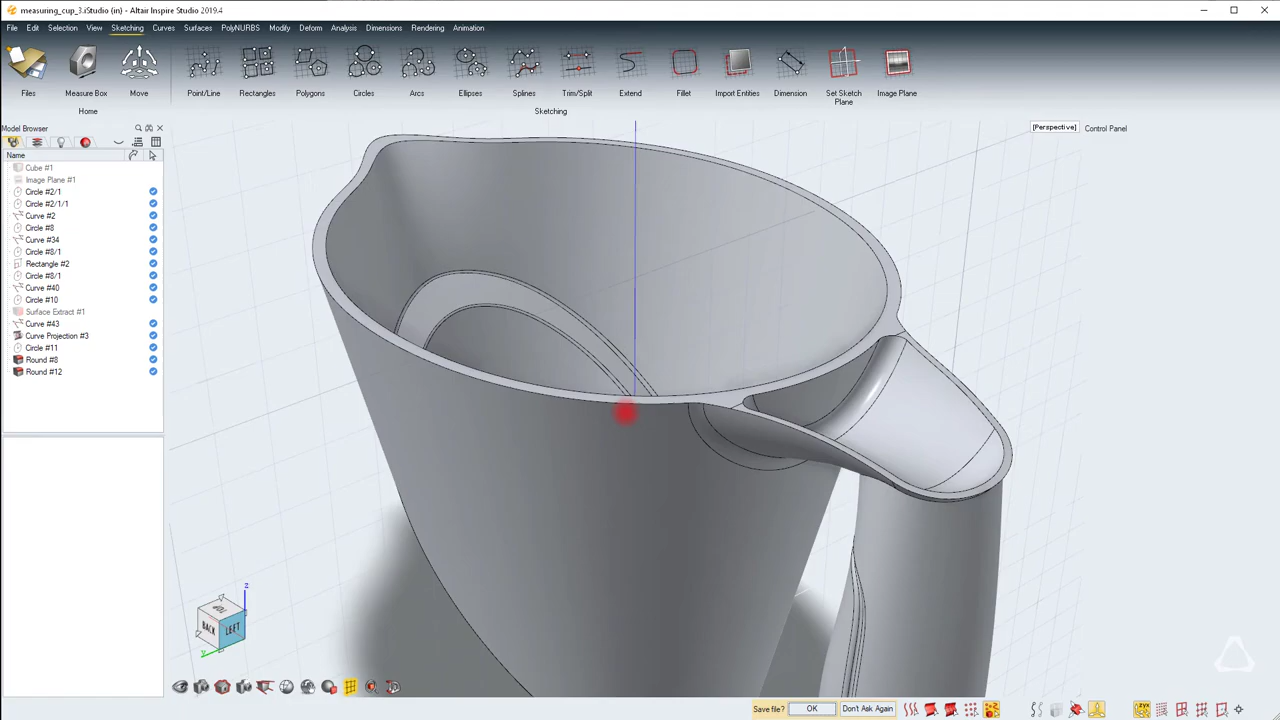 measuring_cup_3.iStudio (in) - Altair Inspire Studio 2019.4
File Edit Selection View Sketching Curves Surfaces PolyNURBS Modify Deform Analysis Dimensions Rendering Animation
Files Measure Box Move Point/Line Rectangles Polygons Circles Arcs Ellipses Splines Trim/Split Extend Fillet Import Entities Dimension Set Sketch Plane Image Plane
Home Sketching
Model Browser
[Perspective] Control Panel
Name
Cube #1
Image Plane #1
Circle #2/1
Circle #2/1/1
Curve #2
Circle #8
Curve #34
Circle #8/1
Rectangle #2
Circle #8/1
Curve #40
Circle #10
Surface Extract #1
Curve #43
Curve Projection #3
Circle #11
Round #8
Round #12
z
TOP
BACK LEFT
y
Save file? OK Don't Ask Again